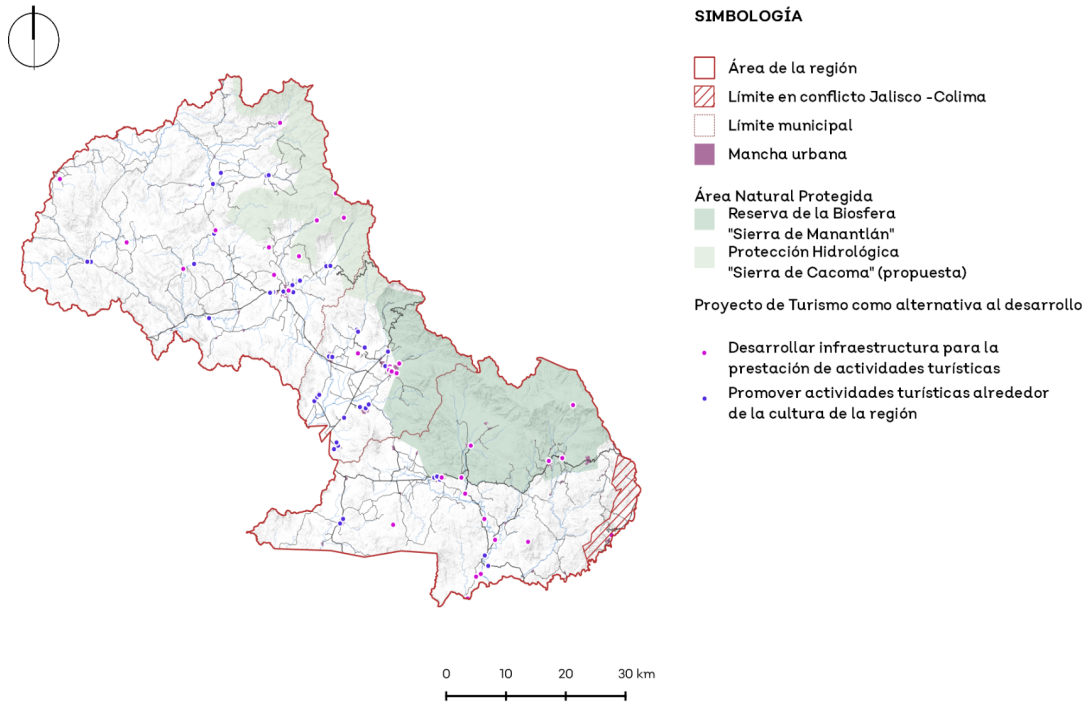 SIMBOLOGÍA
Área de la región
Límite en conflicto Jalisco -Colima
Límite municipal
Mancha urbana
Área Natural Protegida
Reserva de la Biosfera
"Sierra de Manantlán"
Protección Hidrológica
"Sierra de Cacoma" (propuesta)
Proyecto de Turismo como alternativa al desarrollo
Desarrollar infraestructura para la
prestación de actividades turísticas
Promover actividades turísticas alrededor
de la cultura de la región
0 10 20 30 km